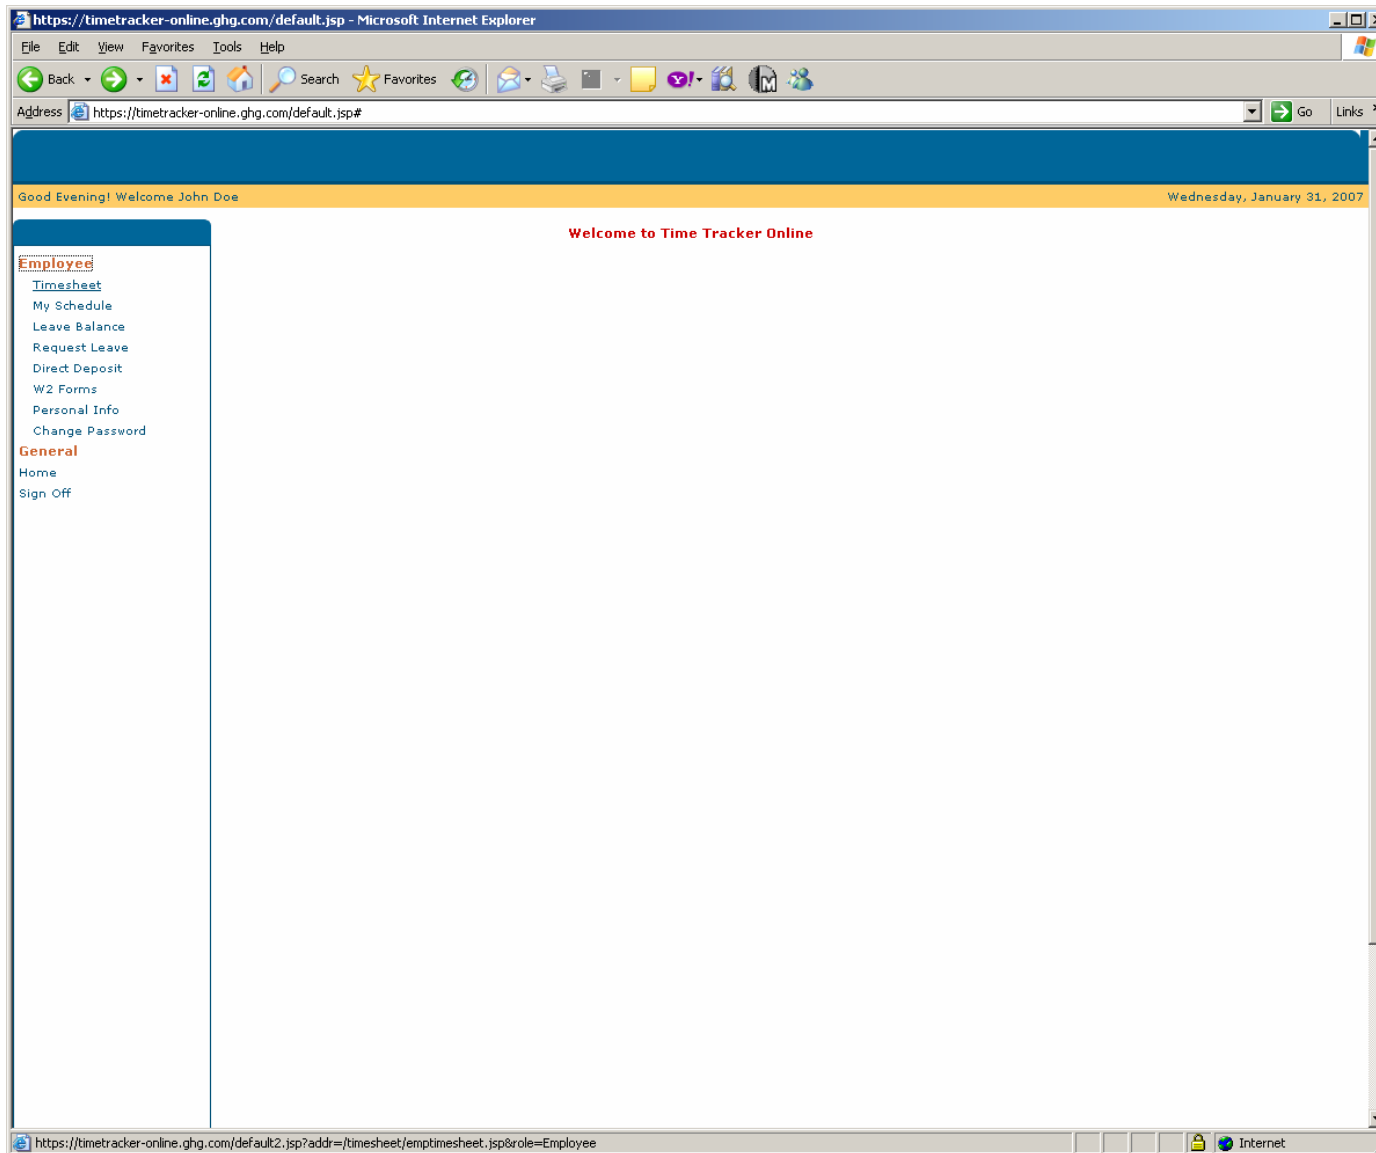 https://timetracker-online.ghg.com/default.jsp - Microsoft Internet Explorer
File Edit View Favorites Tools Help
Back Search Favorites
Address https://timetracker-online.ghg.com/default.jsp# Go Links
Good Evening! Welcome John Doe Wednesday, January 31, 2007
Welcome to Time Tracker Online
Employee
Timesheet
My Schedule
Leave Balance
Request Leave
Direct Deposit
W2 Forms
Personal Info
Change Password
General
Home
Sign Off
https://timetracker-online.ghg.com/default2.jsp?addr=/timesheet/emptimesheet.jsp&role=Employee Internet